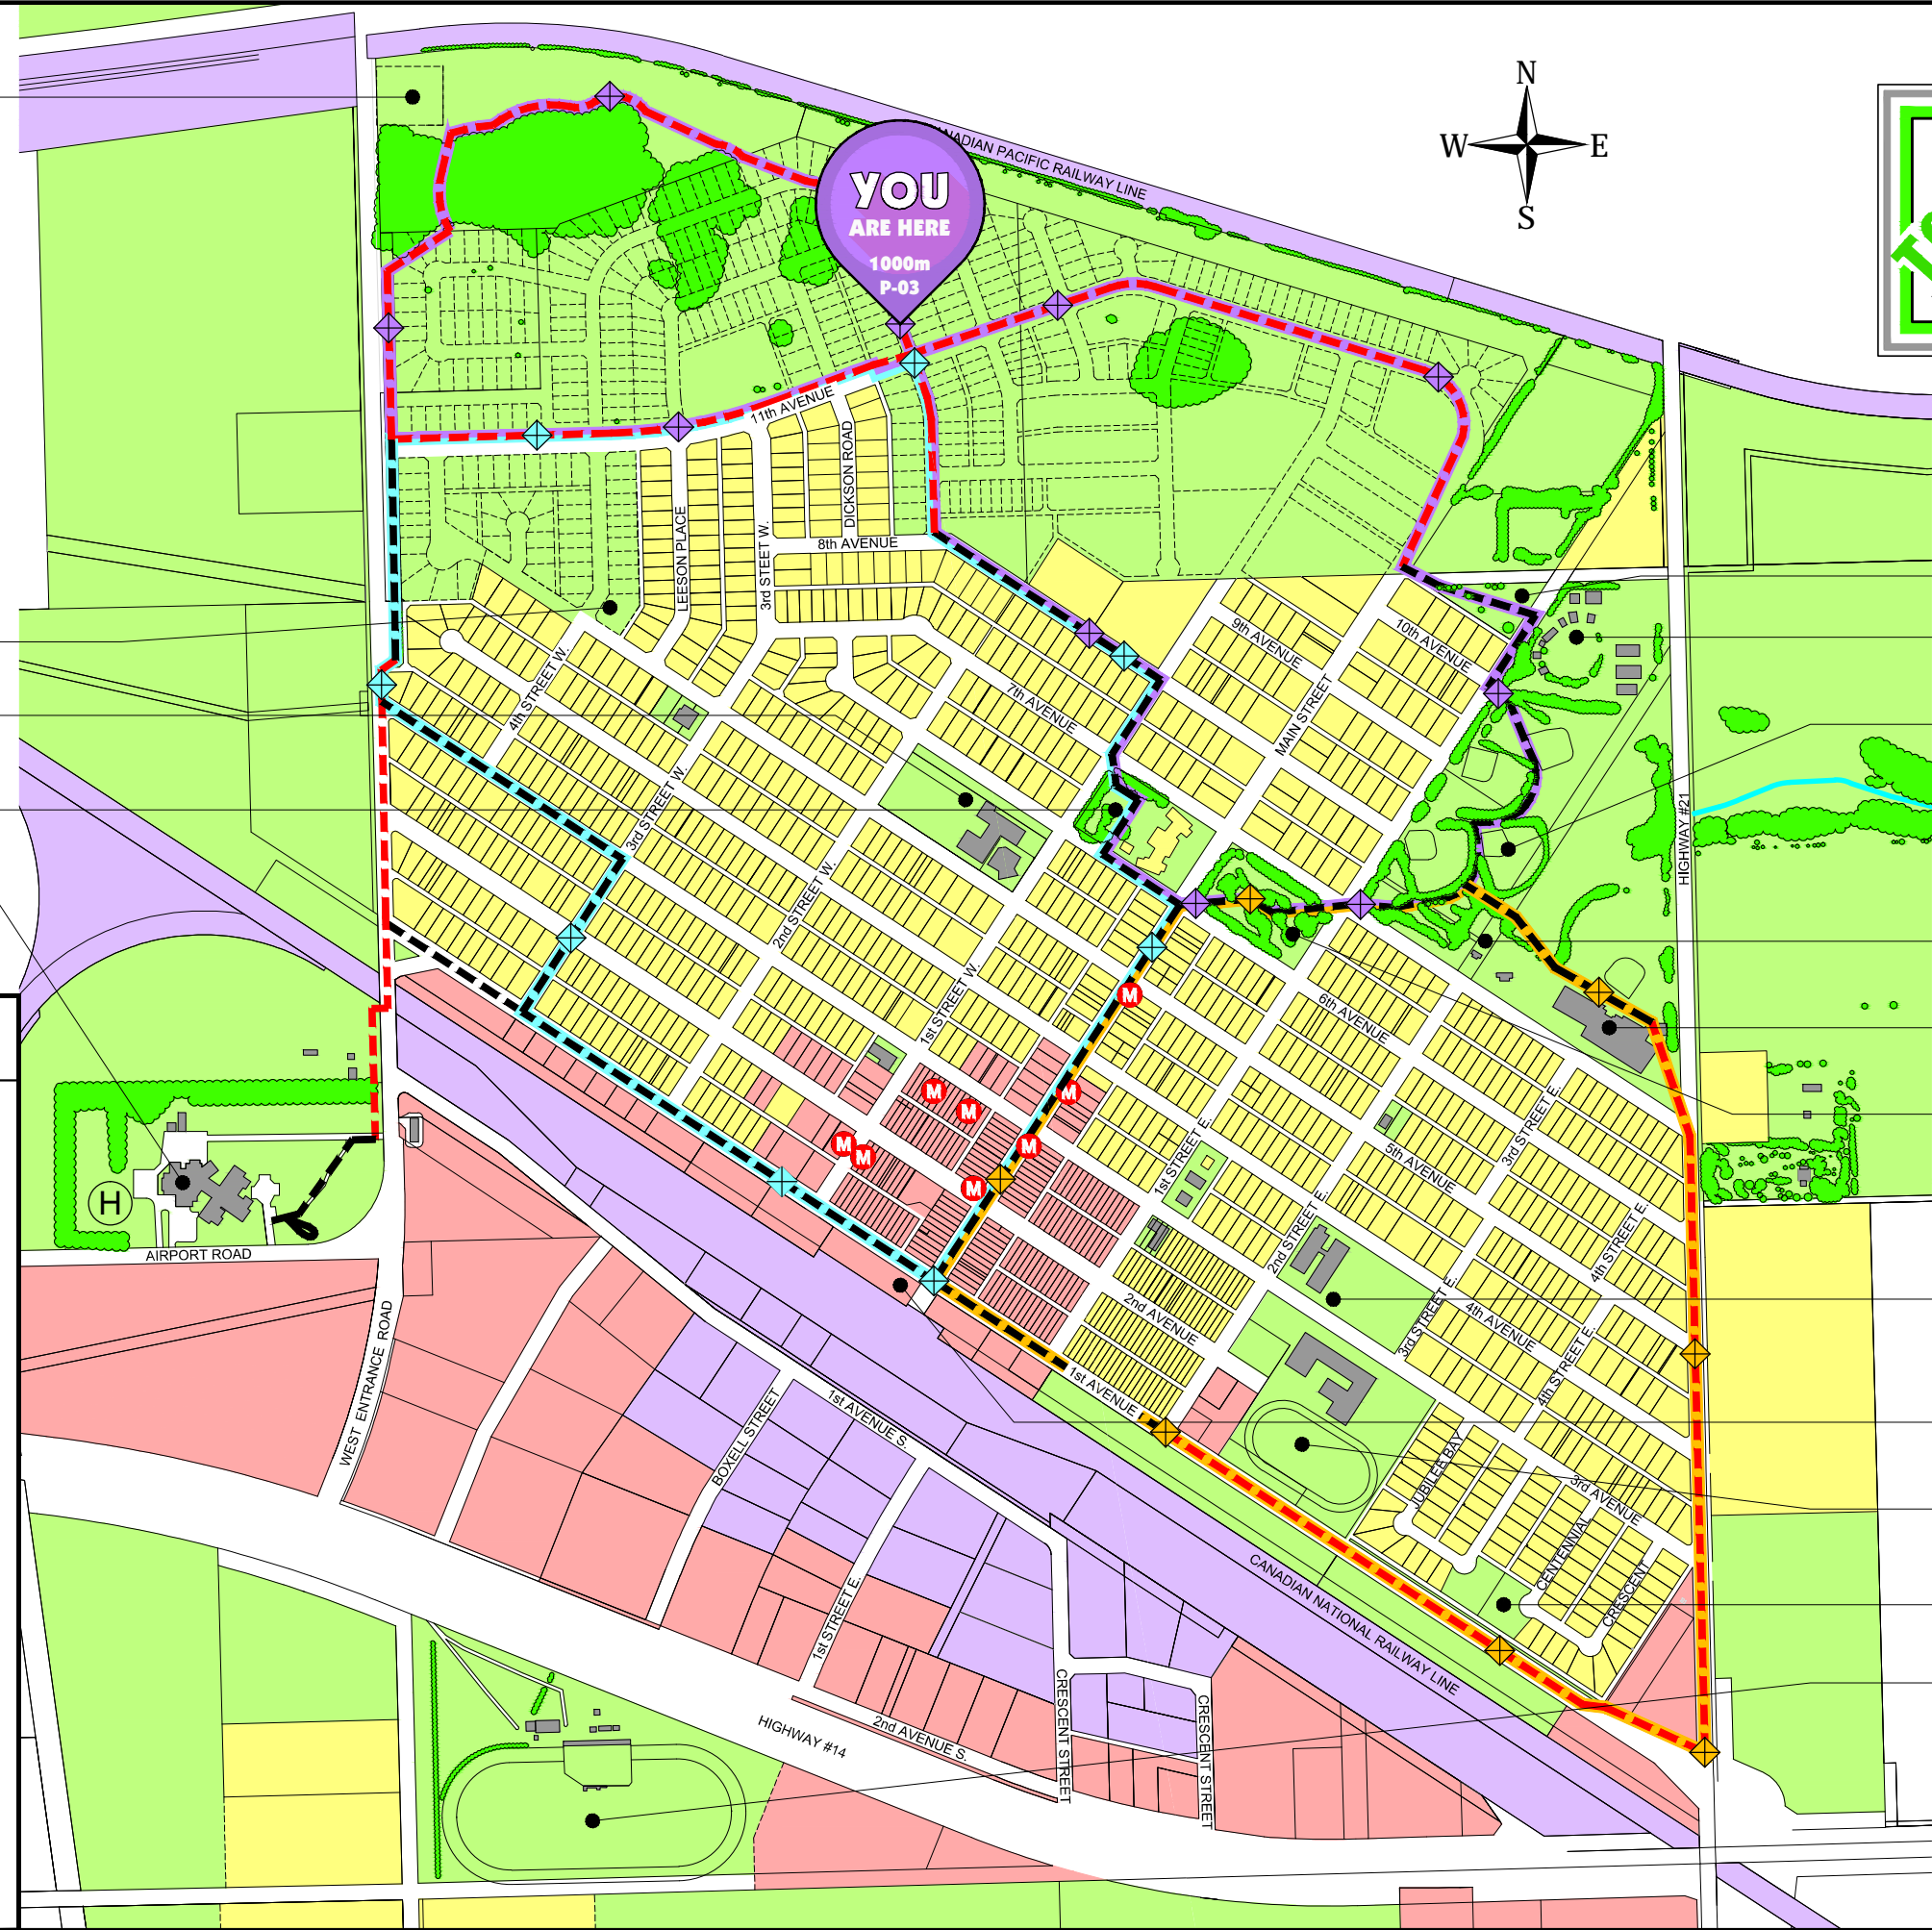 N
W
E
S
CANADIAN PACIFIC RAILWAY LINE
YOU
ARE HERE
1000m
P-03
11th AVENUE
DICKSON ROAD
LEESON PLACE
3rd STEET W.
8th AVENUE
9th AVENUE
10th AVENUE
4th STREET W.
7th AVENUE
MAIN STREET
3rd STREET W.
HIGHWAY #21
2nd STREET W.
1st STREET W.
M
6th AVENUE
M
M
M
M
M
M
M
3rd STREET E.
1st STREET E.
5th AVENUE
H
AIRPORT ROAD
2nd STREET E.
4th STREET E.
WEST ENTRANCE ROAD
2nd AVENUE
3rd STREET E.
4th AVENUE
4th STREET E.
1st AVENUE
1st AVENUE S.
BOXELL STREET
JUBILEE BAY
3rd AVENUE
CENTENNIAL
CRESCENT
CANADIAN NATIONAL RAILWAY LINE
1st STREET E.
CRESCENT STREET
CRESCENT STREET
2nd AVENUE S.
HIGHWAY #14